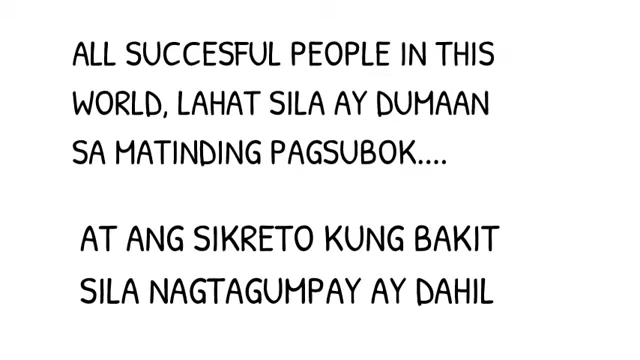 ALL SUCCESFUL PEOPLE IN THIS
WORLD, LAHAT SILA AY DUMAAN
SA MATINDING PAGSUBOK....
AT ANG SIKRETO KUNG BAKIT
SILA NAGTAGUMPAY AY DAHIL